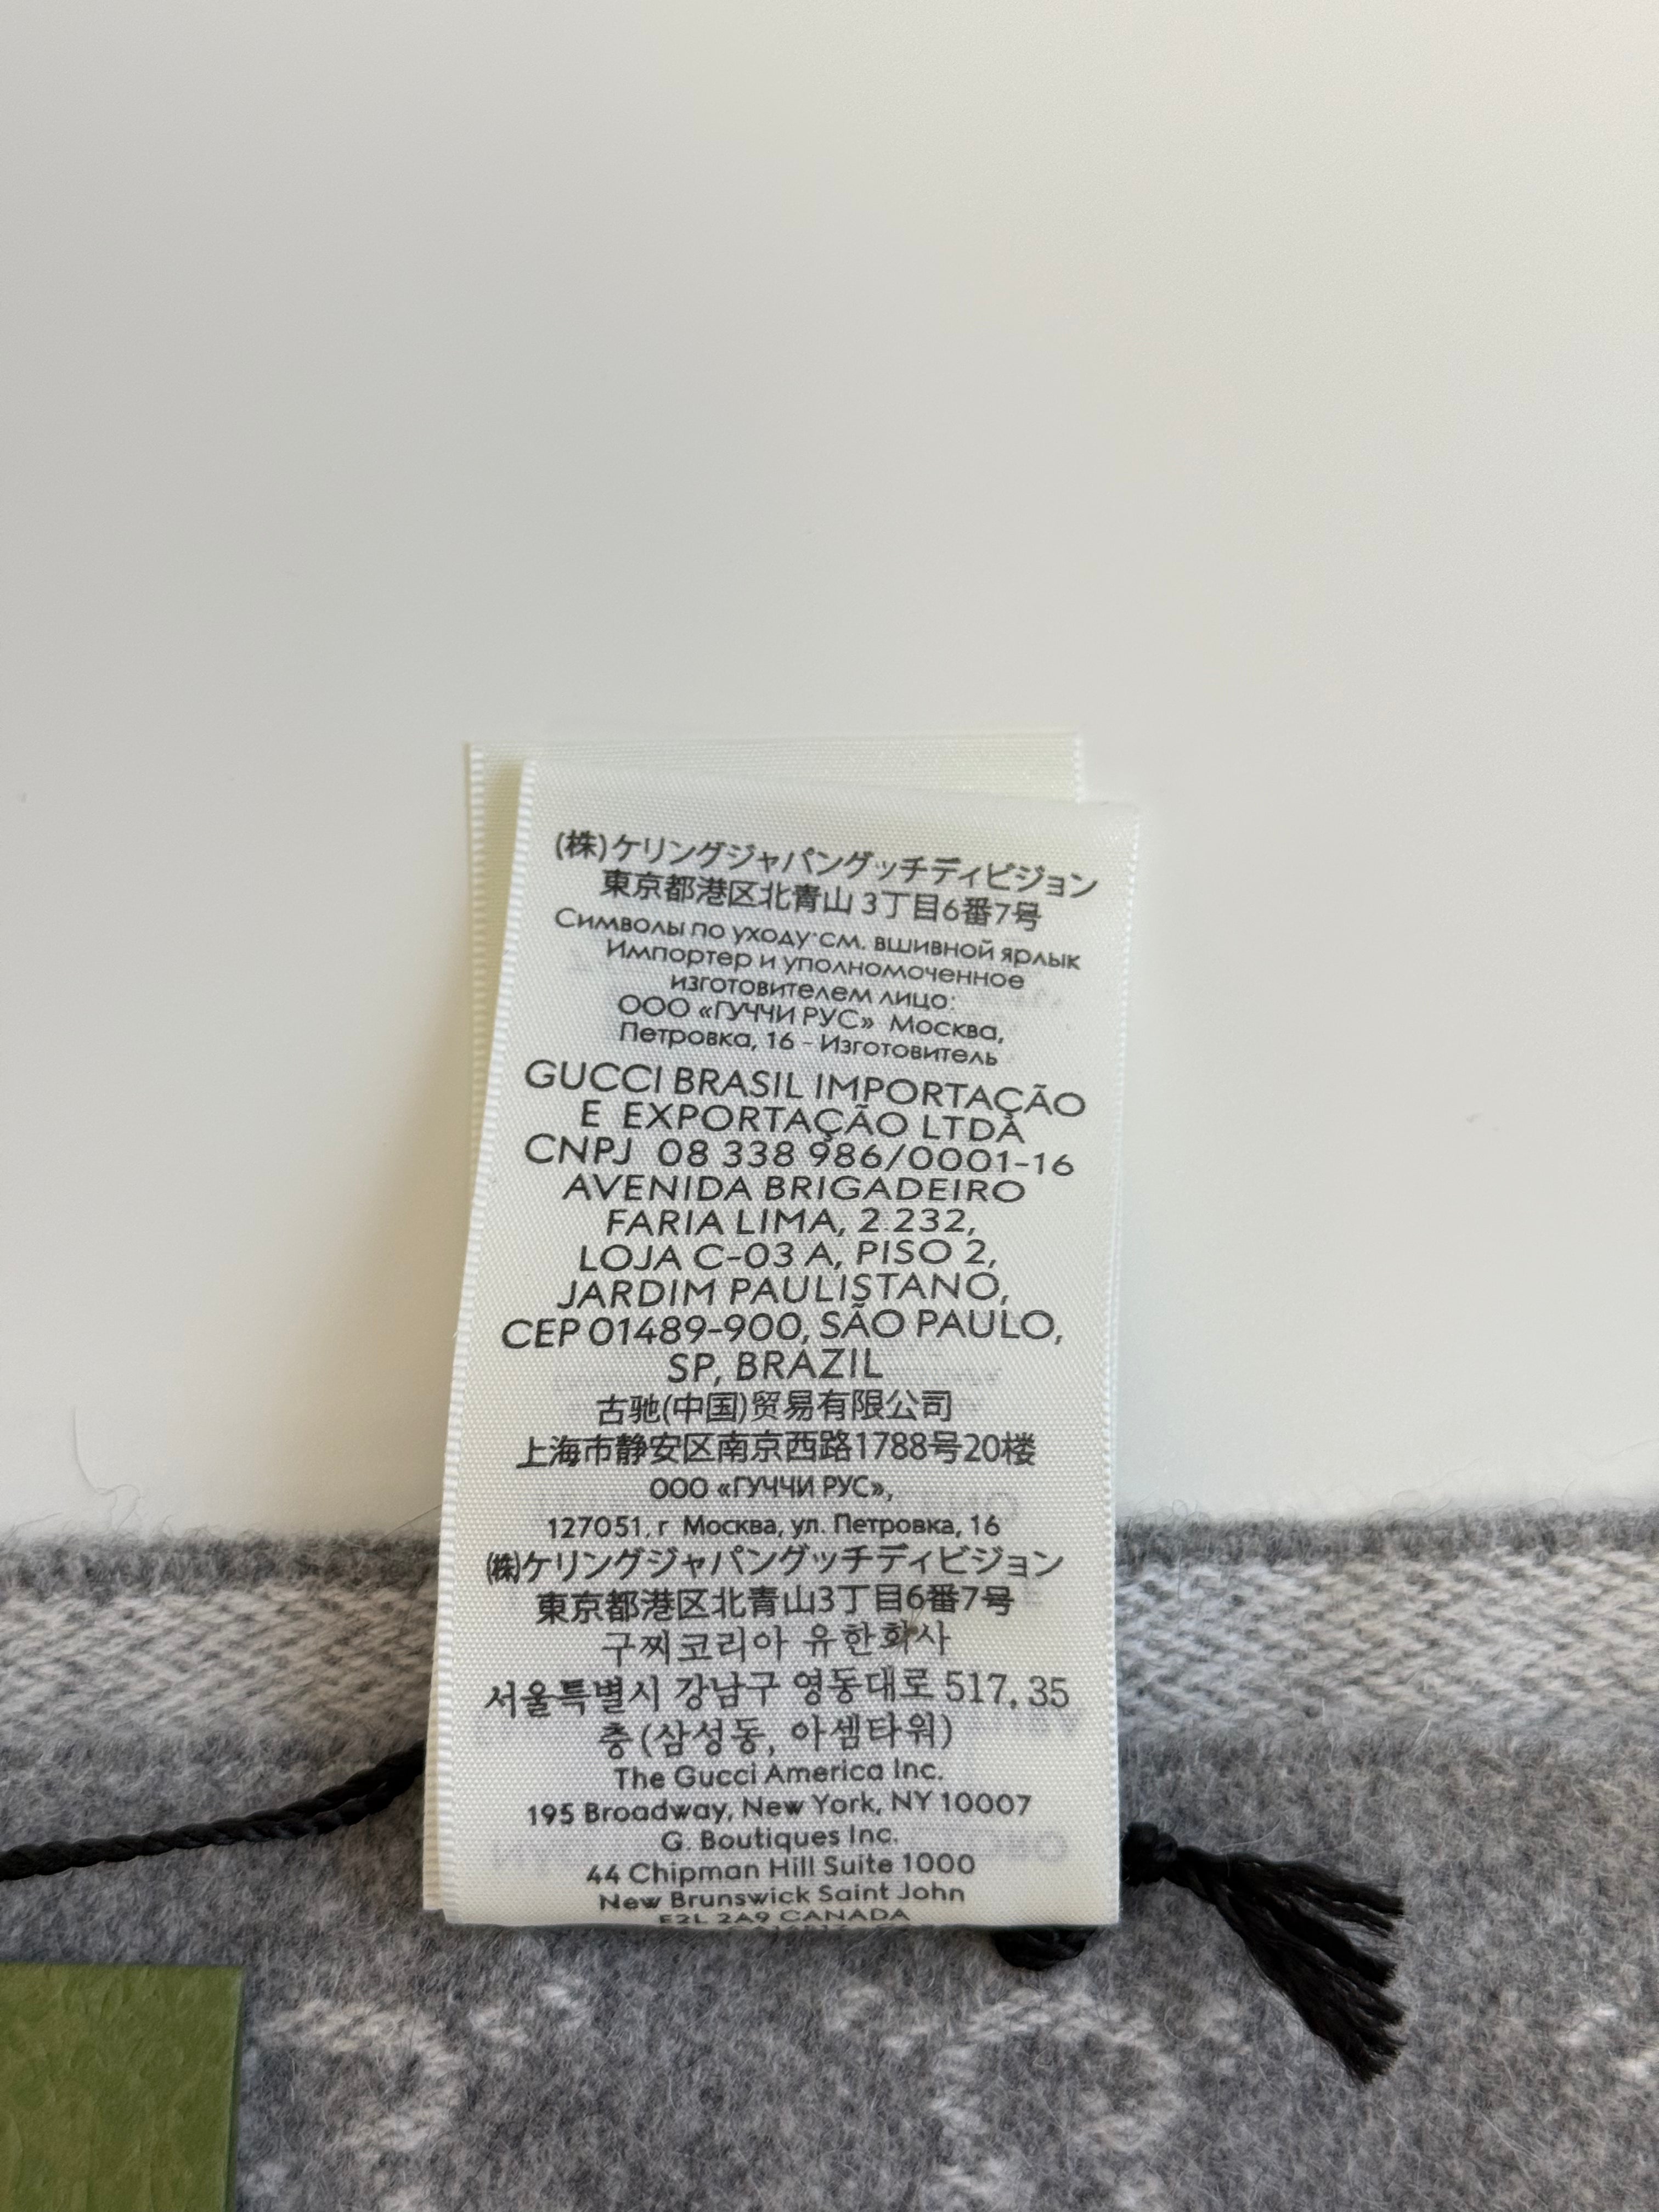 (株)ケリングジャパングッチディビジョン
東京都港区北青山 3丁目6番7号
Символы по уходу см. вшивной ярлык
Импортер и уполномоченное
изготовителем лицо:
ООО «ГУЧЧИ РУС» Москва,
Петровка, 16 - Изготовитель
GUCCI BRASIL IMPORTAÇÃO
E EXPORTAÇÃO LTDA
CNPJ 08 338 986/0001-16
AVENIDA BRIGADEIRO
FARIA LIMA, 2.232,
LOJA C-03 A, PISO 2,
JARDIM PAULISTANO,
CEP 01489-900, SÃO PAULO,
SP, BRAZIL
古驰(中国)贸易有限公司
上海市静安区南京西路1788号20楼
ООО «ГУЧЧИ РУС»,
127051, г Москва, ул. Петровка, 16
(株)ケリングジャパングッチディビジョン
東京都港区北青山3丁目6番7号
구찌코리아 유한회사
서울특별시 강남구 영동대로 517, 35
층(삼성동, 아셈타워)
The Gucci America Inc.
195 Broadway, New York, NY 10007
G. Boutiques Inc.
44 Chipman Hill Suite 1000
New Brunswick Saint John
E2L 2A9 CANADA